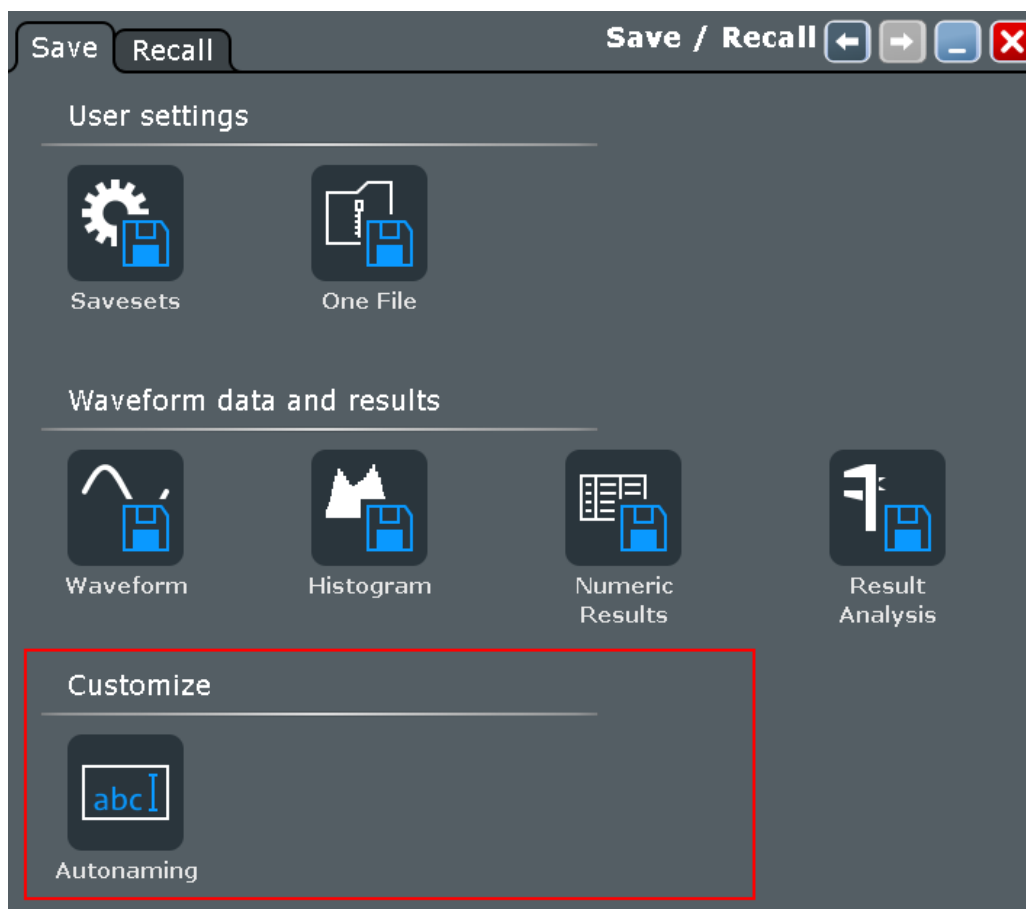 Save Recall Save / Recall
User settings
Savesets One File
Waveform data and results
Waveform Histogram Numeric Results Result Analysis
Customize
abc
Autonaming